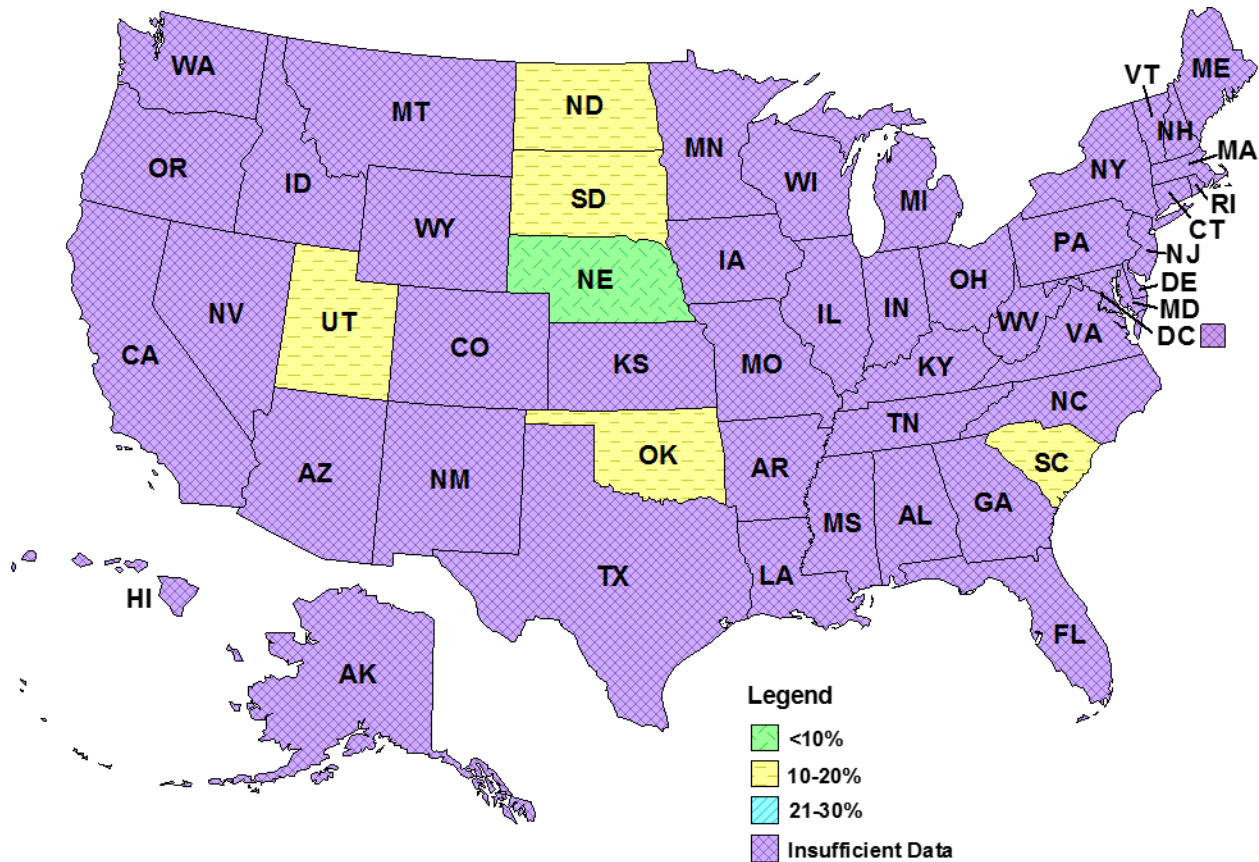 WA
MT
ND
MN
VT
ME
OR
ID
SD
WI
MI
NY
NH
MA
WY
RI
CT
IA
PA
NJ
NE
OH
DE
NV
UT
IL
IN
MD
WV
VA
DC
CA
CO
KS
MO
KY
NC
TN
AZ
NM
OK
AR
SC
MS
AL
GA
TX
LA
HI
FL
AK
Legend
<10%
10-20%
21-30%
Insufficient Data